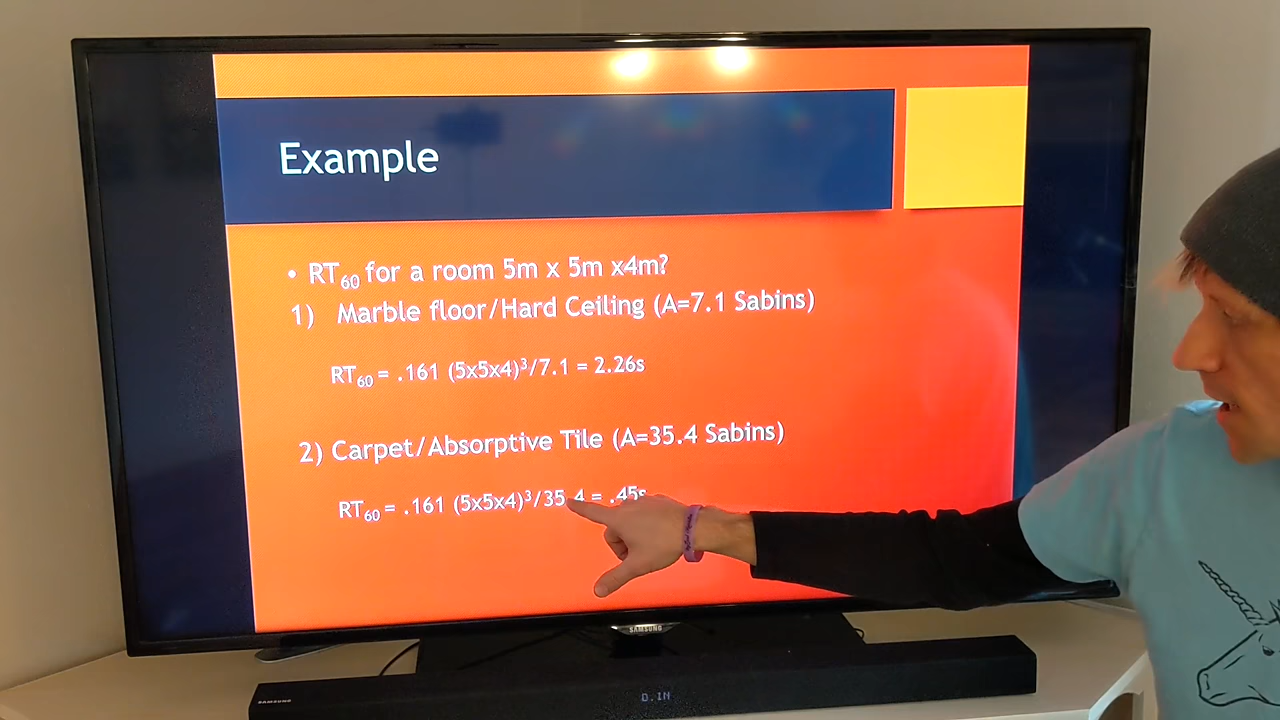 Example
• RT₆₀ for a room 5m x 5m x4m?
1) Marble floor/Hard Ceiling (A=7.1 Sabins)
RT₆₀ = .161 (5x5x4)³/7.1 = 2.26s
2) Carpet/Absorptive Tile (A=35.4 Sabins)
RT₆₀ = .161 (5x5x4)³/35.4 = .45s
SAMSUNG
SAMSUNG
D.IN